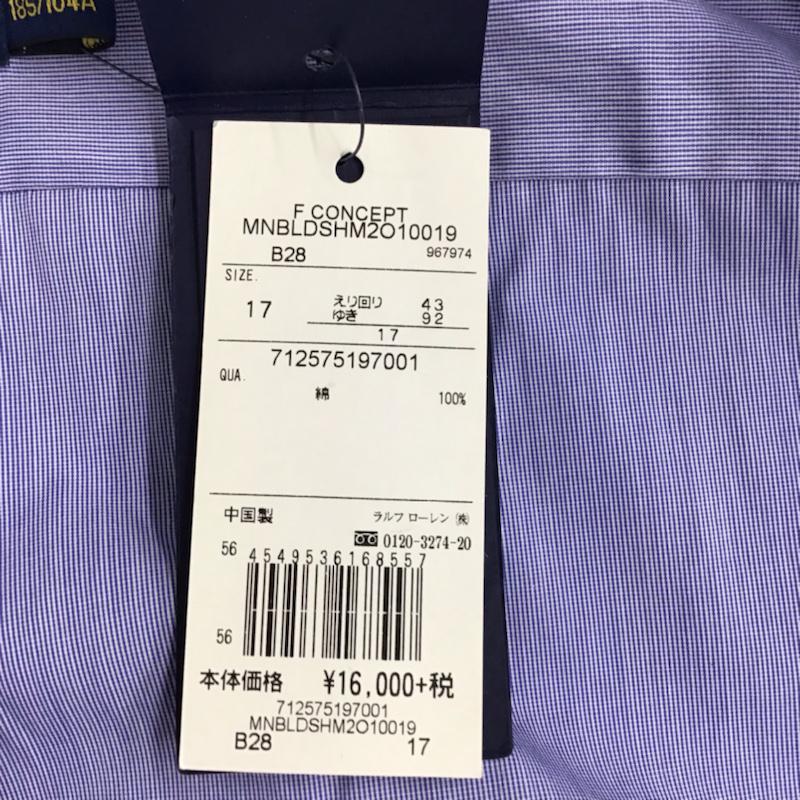 185/104A
F CONCEPT
MNBLDSHM2O10019
B28 967974
SIZE.
17 えり回り 43
ゆき 92
17
712575197001
QUA.
綿 100%
中国製 ラルフ ローレン ㈱
0120-3274-20
56 4549536168557
56
本体価格 ¥16,000+税
712575197001
MNBLDSHM2O10019
B28 17